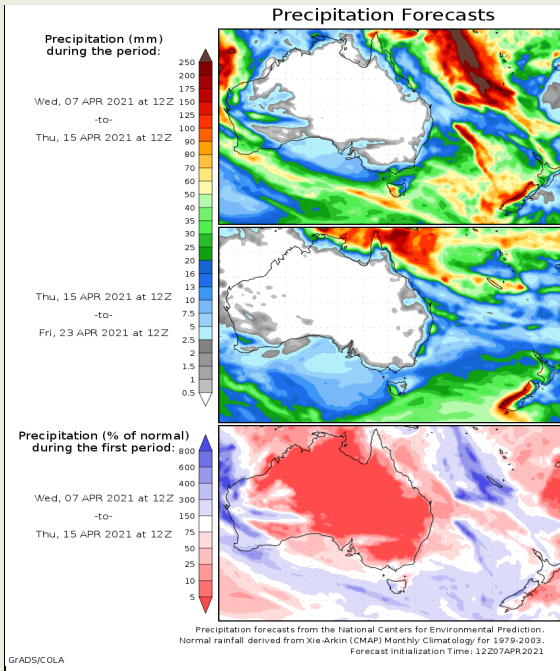 Precipitation Forecasts
Precipitation (mm)
during the period:
Wed, 07 APR 2021 at 12Z
-to-
Thu, 15 APR 2021 at 12Z
250
200
175
150
125
100
90
80
70
60
50
40
35
30
25
20
16
13
10
7.5
5
2.5
2
1.5
1
0.5
Thu, 15 APR 2021 at 12Z
-to-
Fri, 23 APR 2021 at 12Z
Precipitation (% of normal)
during the first period:
Wed, 07 APR 2021 at 12Z
-to-
Thu, 15 APR 2021 at 12Z
800
600
400
300
150
75
50
25
10
5
Precipitation forecasts from the National Centers for Environmental Prediction.
Normal rainfall derived from Xie-Arkin (CMAP) Monthly Climatology for 1979-2003.
Forecast Initialization Time: 12Z07APR2021
GrADS/COLA